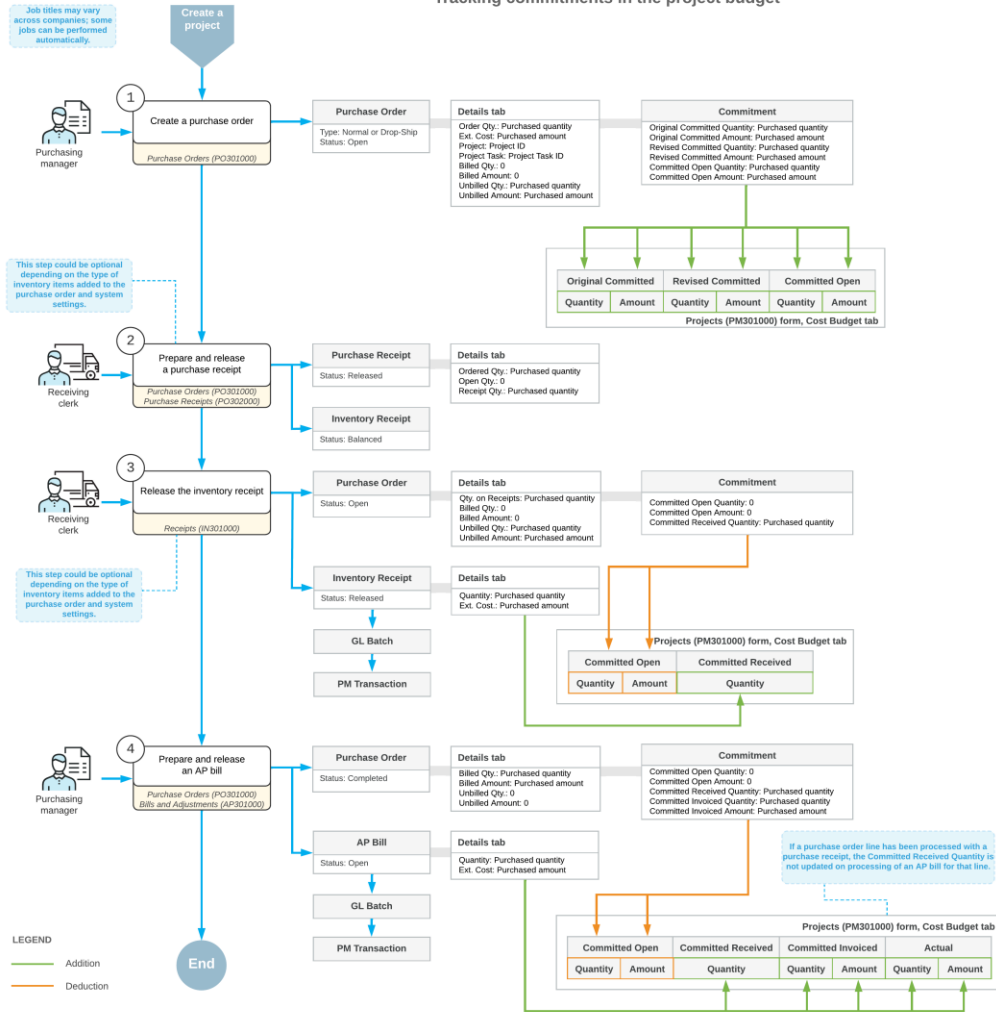 Tracking commitments in the project budget
Job titles may vary
across companies; some
jobs can be performed
automatically.
Create a
project
1
Create a purchase order
Purchase Orders (PO301000)
Purchasing
manager
Purchase Order
Type: Normal or Drop-Ship
Status: Open
Details tab
Order Qty.: Purchased quantity
Ext. Cost: Purchased amount
Project: Project ID
Project Task: Project Task ID
Billed Qty.: 0
Billed Amount: 0
Unbilled Qty.: Purchased quantity
Unbilled Amount: Purchased amount
Commitment
Original Committed Quantity: Purchased quantity
Original Committed Amount: Purchased amount
Revised Committed Quantity: Purchased quantity
Revised Committed Amount: Purchased amount
Committed Open Quantity: Purchased quantity
Committed Open Amount: Purchased amount
Original Committed Revised Committed Committed Open
Quantity Amount Quantity Amount Quantity Amount
Projects (PM301000) form, Cost Budget tab
This step could be optional
depending on the type of
inventory items added to the
purchase order and system
settings.
2
Prepare and release
a purchase receipt
Purchase Orders (PO301000)
Purchase Receipts (PO302000)
Receiving
clerk
Purchase Receipt
Status: Released
Details tab
Ordered Qty.: Purchased quantity
Open Qty.: 0
Receipt Qty.: Purchased quantity
Inventory Receipt
Status: Balanced
3
Release the inventory receipt
Receipts (IN301000)
Receiving
clerk
Purchase Order
Status: Open
Details tab
Qty. on Receipts: Purchased quantity
Billed Qty.: 0
Billed Amount: 0
Unbilled Qty.: Purchased quantity
Unbilled Amount: Purchased amount
Commitment
Committed Open Quantity: 0
Committed Open Amount: 0
Committed Received Quantity: Purchased quantity
This step could be optional
depending on the type of
inventory items added to the
purchase order and system
settings.
Inventory Receipt
Status: Released
Details tab
Quantity: Purchased quantity
Ext. Cost.: Purchased amount
GL Batch
PM Transaction
Projects (PM301000) form, Cost Budget tab
Committed Open Committed Received
Quantity Amount Quantity
4
Prepare and release
an AP bill
Purchase Orders (PO301000)
Bills and Adjustments (AP301000)
Purchasing
manager
Purchase Order
Status: Completed
Details tab
Billed Qty.: Purchased quantity
Billed Amount: Purchased amount
Unbilled Qty.: 0
Unbilled Amount: 0
Commitment
Committed Open Quantity: 0
Committed Open Amount: 0
Committed Received Quantity: Purchased quantity
Committed Invoiced Quantity: Purchased quantity
Committed Invoiced Amount: Purchased amount
AP Bill
Status: Open
Details tab
Quantity: Purchased quantity
Ext. Cost: Purchased amount
GL Batch
PM Transaction
If a purchase order line has been processed with a
purchase receipt, the Committed Received Quantity is
not updated on processing of an AP bill for that line.
Projects (PM301000) form, Cost Budget tab
Committed Open Committed Received Committed Invoiced Actual
Quantity Amount Quantity Quantity Amount Quantity Amount
End
LEGEND
Addition
Deduction